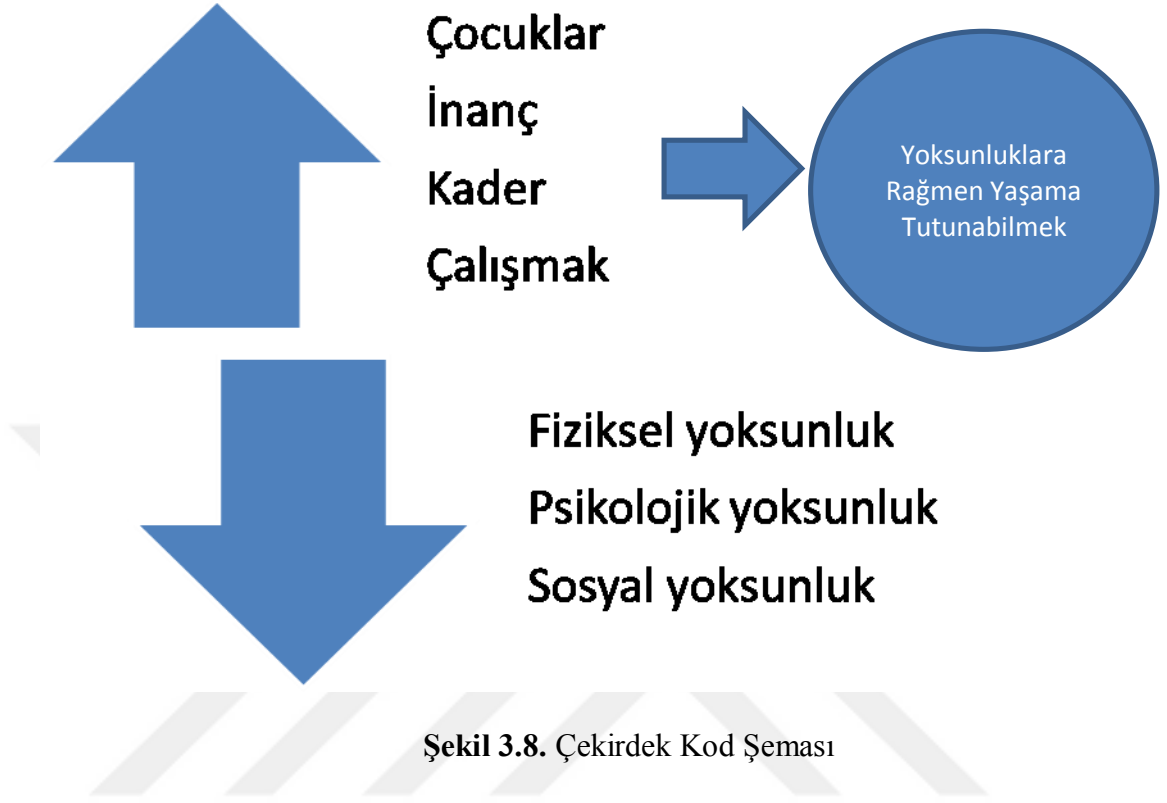 Çocuklar
İnanç
Kader
Çalışmak
Yoksunluklara
Rağmen Yaşama
Tutunabilmek
Fiziksel yoksunluk
Psikolojik yoksunluk
Sosyal yoksunluk
Şekil 3.8. Çekirdek Kod Şeması